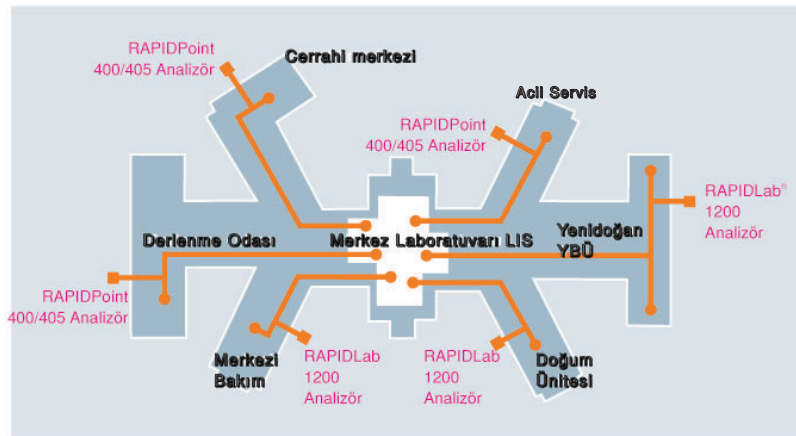 RAPIDPoint
400/405 Analizör
Cerrahi merkezi
Acil Servis
RAPIDPoint
400/405 Analizör
RAPIDLab®
1200
Analizör
Derlenme Odası
Merkez Laboratuvarı LIS
Yenidoğan
YBÜ
RAPIDPoint
400/405 Analizör
Merkezi
Bakım
RAPIDLab
1200
Analizör
RAPIDLab
1200
Analizör
Doğum
Ünitesi